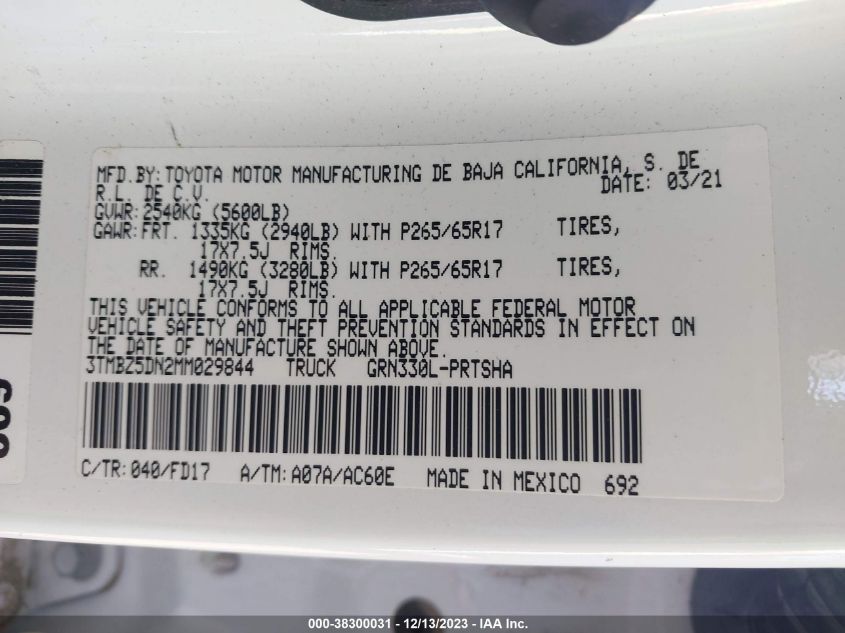 MFD.BY:TOYOTA MOTOR MANUFACTURING DE BAJA CALIFORNIA, S. DE
R.L. DE C.V. DATE: 03/21
GVWR:2540KG (5600LB)
GAWR:FRT. 1335KG (2940LB) WITH P265/65R17 TIRES,
17X7.5J RIMS.
RR. 1490KG (3280LB) WITH P265/65R17 TIRES,
17X7.5J RIMS.
THIS VEHICLE CONFORMS TO ALL APPLICABLE FEDERAL MOTOR
VEHICLE SAFETY AND THEFT PREVENTION STANDARDS IN EFFECT ON
THE DATE OF MANUFACTURE SHOWN ABOVE.
3TMBZ5DN2MM029844 TRUCK GRN330L-PRTSHA
C/TR:040/FD17 A/TM:A07A/AC60E MADE IN MEXICO 692
000-38300031 - 12/13/2023 - IAA Inc.